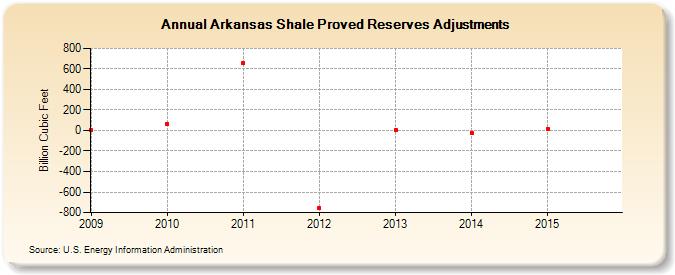 Annual Arkansas Shale Proved Reserves Adjustments
Billion Cubic Feet
800
600
400
200
0
-200
-400
-600
-800
2009 2010 2011 2012 2013 2014 2015
Source: U.S. Energy Information Administration